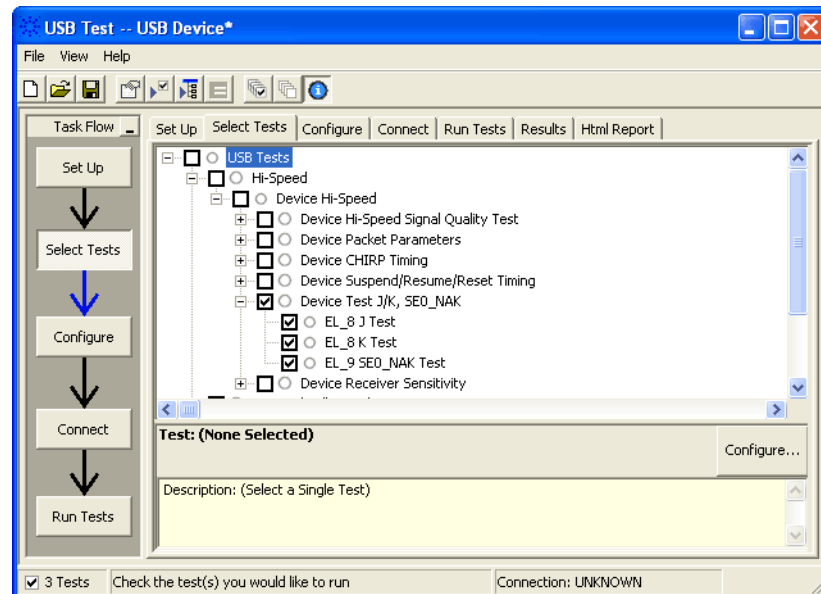 USB Test -- USB Device*
File View Help
Task Flow
Set Up Select Tests Configure Connect Run Tests Results Html Report
Set Up
Select Tests
Configure
Connect
Run Tests
USB Tests
Hi-Speed
Device Hi-Speed
Device Hi-Speed Signal Quality Test
Device Packet Parameters
Device CHIRP Timing
Device Suspend/Resume/Reset Timing
Device Test J/K, SE0_NAK
EL_8 J Test
EL_8 K Test
EL_9 SE0_NAK Test
Device Receiver Sensitivity
Test: (None Selected)
Configure...
Description: (Select a Single Test)
3 Tests Check the test(s) you would like to run Connection: UNKNOWN